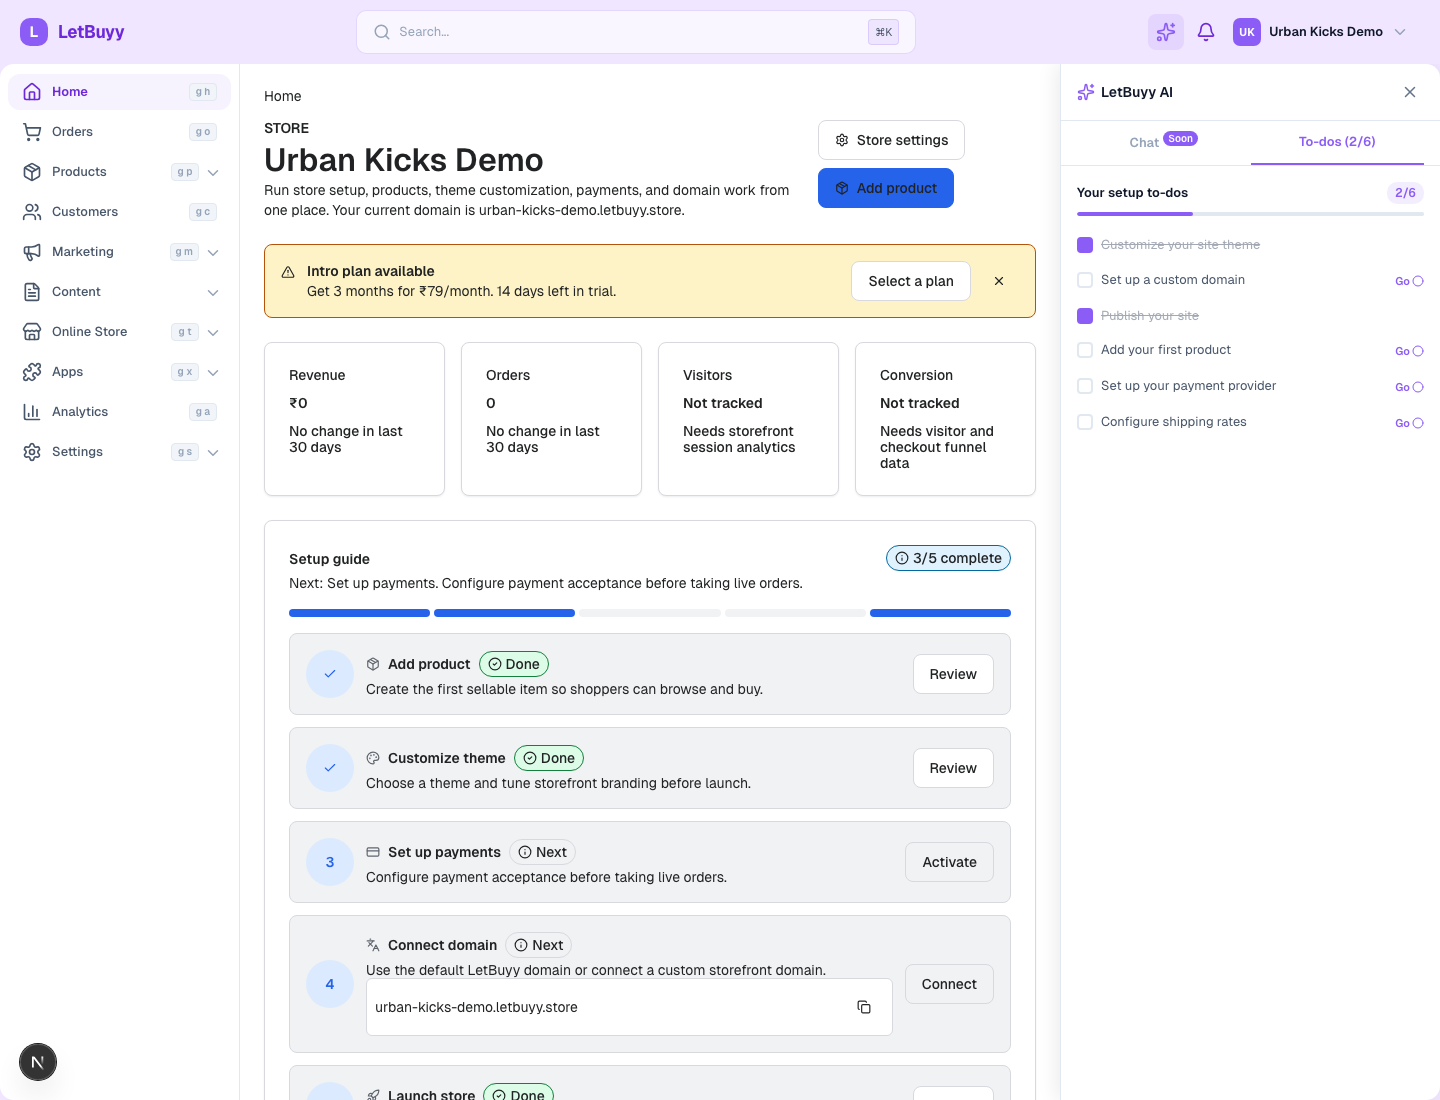 L LetBuyy
Search...
⌘K
UK Urban Kicks Demo
Home g h
Orders g o
Products g p
Customers g c
Marketing g m
Content
Online Store g t
Apps g x
Analytics g a
Settings g s
Home
STORE
Urban Kicks Demo
Run store setup, products, theme customization, payments, and domain work from
one place. Your current domain is urban-kicks-demo.letbuyy.store.
Store settings
Add product
Intro plan available
Get 3 months for ₹79/month. 14 days left in trial.
Select a plan
Revenue
₹0
No change in last
30 days
Orders
0
No change in last
30 days
Visitors
Not tracked
Needs storefront
session analytics
Conversion
Not tracked
Needs visitor and
checkout funnel
data
Setup guide
3/5 complete
Next: Set up payments. Configure payment acceptance before taking live orders.
Add product Done
Create the first sellable item so shoppers can browse and buy.
Review
Customize theme Done
Choose a theme and tune storefront branding before launch.
Review
3
Set up payments Next
Configure payment acceptance before taking live orders.
Activate
4
Connect domain Next
Use the default LetBuyy domain or connect a custom storefront domain.
urban-kicks-demo.letbuyy.store
Connect
Launch store Done
N
LetBuyy AI
Chat Soon
To-dos (2/6)
Your setup to-dos 2/6
Customize your site theme
Set up a custom domain Go
Publish your site
Add your first product Go
Set up your payment provider Go
Configure shipping rates Go